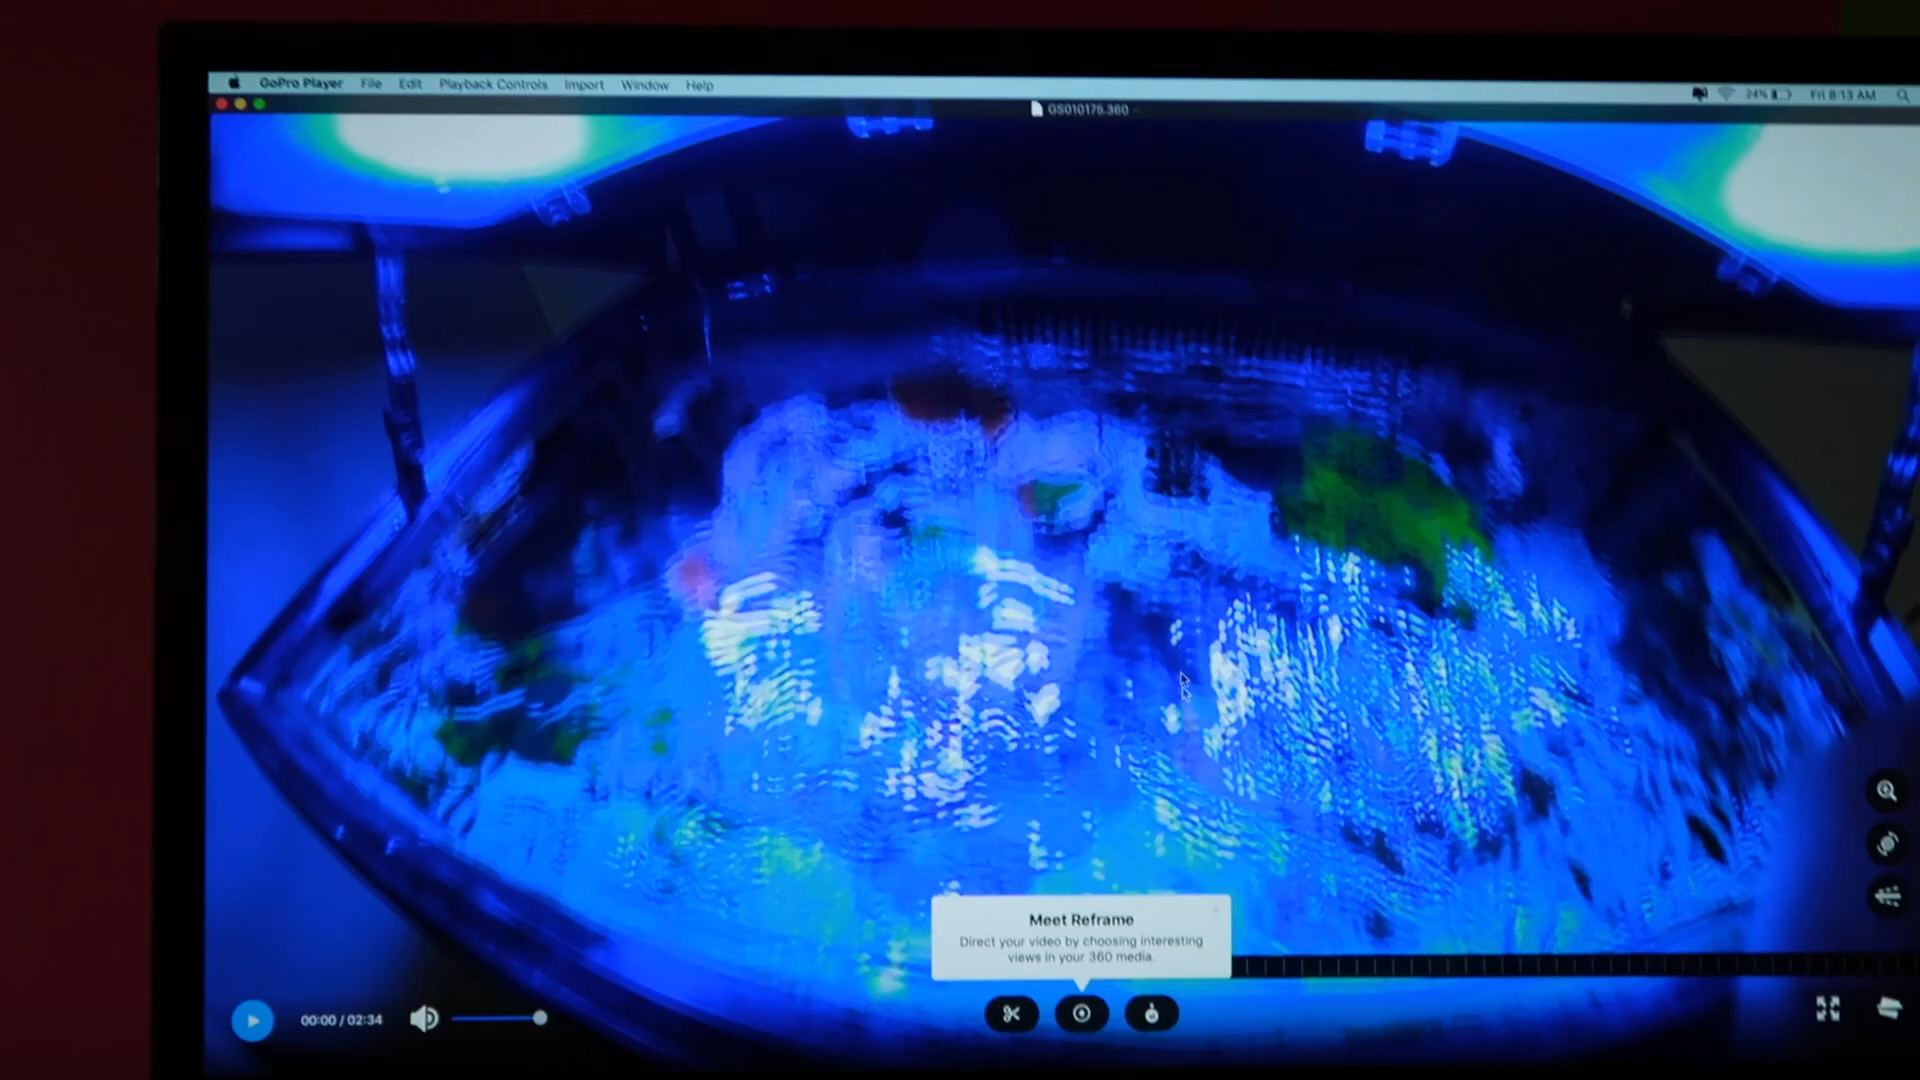 GoPro Player File Edit Playback Controls Import Window Help
24% Fri 8:13 AM
GS010175.360
Meet Reframe
Direct your video by choosing interesting
views in your 360 media.
00:00 / 02:34